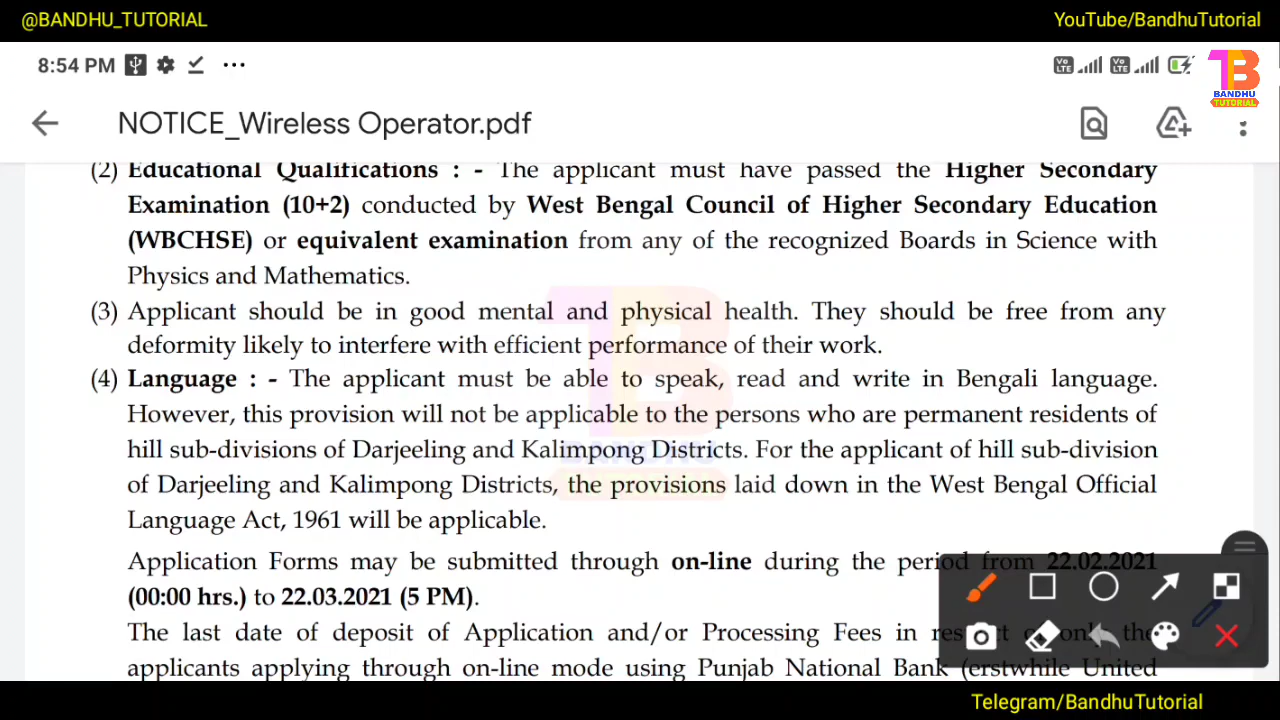 @BANDHU_TUTORIAL YouTube/BandhuTutorial
8:54 PM Vo LTE Vo LTE
BANDHU
TUTORIAL
NOTICE_Wireless Operator.pdf
(2) Educational Qualifications : - The applicant must have passed the Higher Secondary
Examination (10+2) conducted by West Bengal Council of Higher Secondary Education
(WBCHSE) or equivalent examination from any of the recognized Boards in Science with
Physics and Mathematics.
(3) Applicant should be in good mental and physical health. They should be free from any
deformity likely to interfere with efficient performance of their work.
(4) Language : - The applicant must be able to speak, read and write in Bengali language.
However, this provision will not be applicable to the persons who are permanent residents of
hill sub-divisions of Darjeeling and Kalimpong Districts. For the applicant of hill sub-division
BANDHU
of Darjeeling and Kalimpong Districts, the provisions laid down in the West Bengal Official
Language Act, 1961 will be applicable.
Application Forms may be submitted through on-line during the period from 22.02.2021
(00:00 hrs.) to 22.03.2021 (5 PM).
The last date of deposit of Application and/or Processing Fees in only the
applicants applying through on-line mode using Punjab National Bank (erstwhile United
Telegram/BandhuTutorial